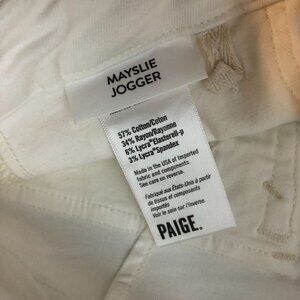 MAYSLIE
JOGGER
57% Cotton/Coton
34% Rayon/Rayonne
6% Lycra®Elasterell-p
3% Lycra®Spandex
Made in the USA of Imported
fabric and components.
See care on reverse.
Fabriqué aux États-Unis à partir
de tissus et composants
importés
Voir le soin sur l'inverse.
PAIGE.